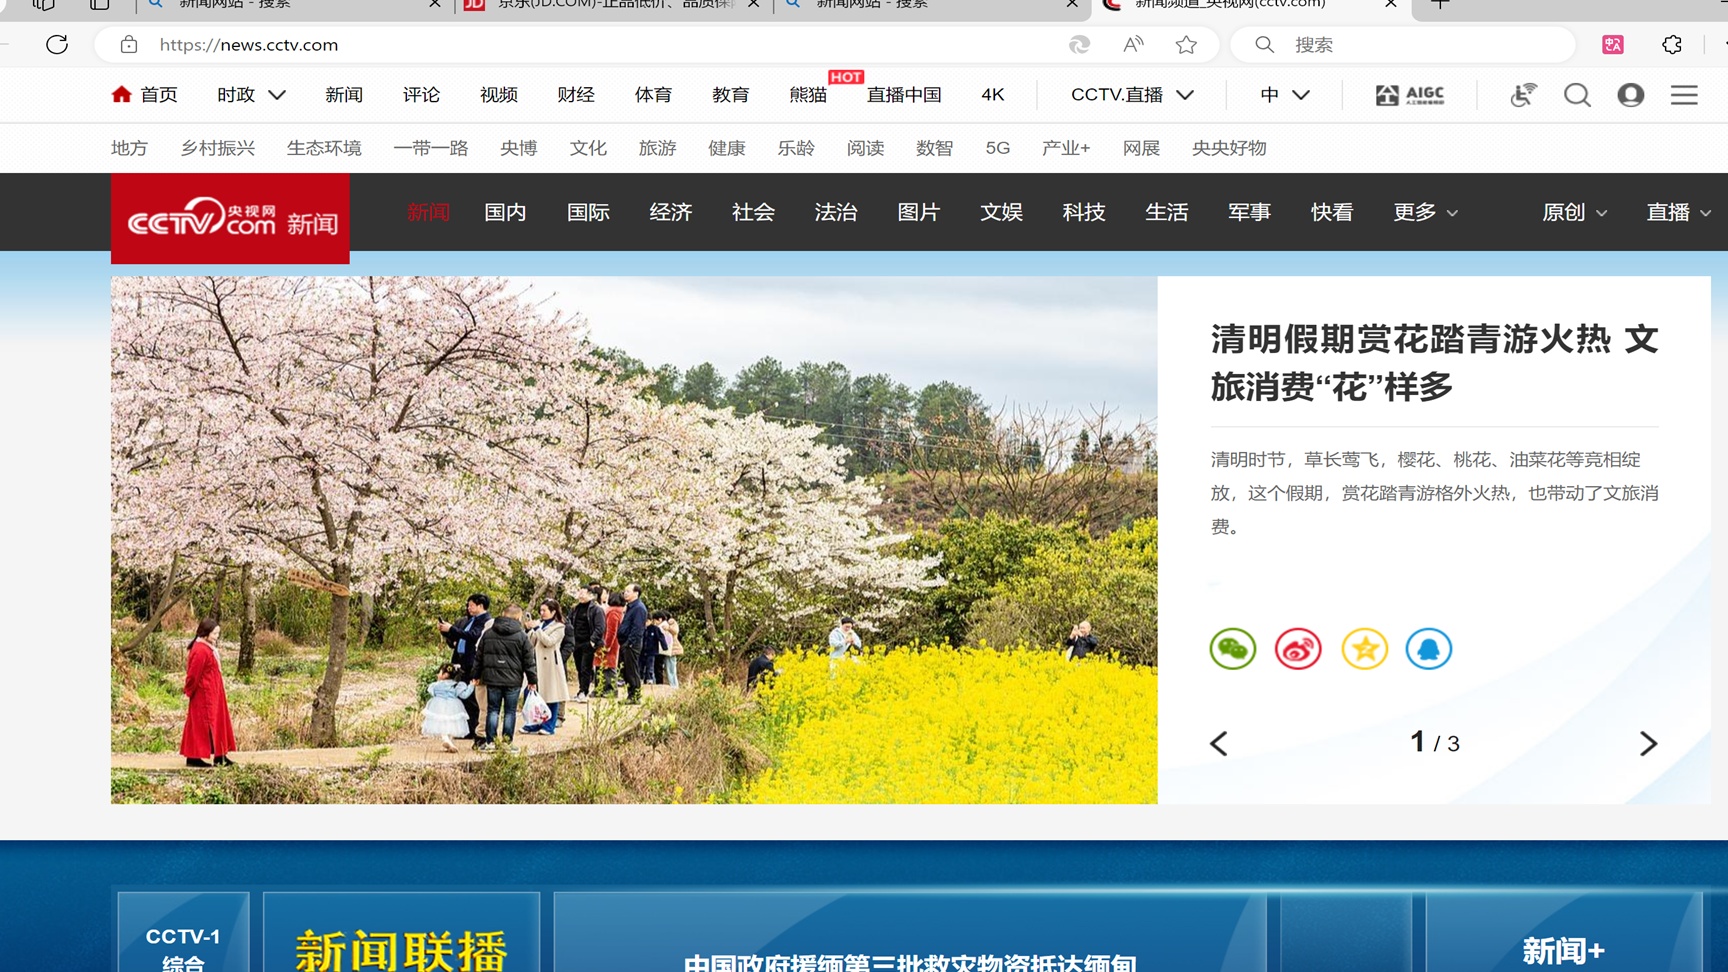 新闻网站 - 搜索
京东(JD.COM)-正品低价、品质保
新闻网站 - 搜索
新闻频道_央视网(cctv.com)
https://news.cctv.com
搜索
首页 时政 新闻 评论 视频 财经 体育 教育 熊猫 HOT 直播中国 4K CCTV.直播 中 AIGC
地方 乡村振兴 生态环境 一带一路 央博 文化 旅游 健康 乐龄 阅读 数智 5G 产业+ 网展 央央好物
CCTV.com 央视网 新闻
新闻 国内 国际 经济 社会 法治 图片 文娱 科技 生活 军事 快看 更多 原创 直播
清明假期赏花踏青游火热 文
旅消费“花”样多
清明时节，草长莺飞，樱花、桃花、油菜花等竞相绽
放，这个假期，赏花踏青游格外火热，也带动了文旅消
费。
1 / 3
CCTV-1
综合
新闻联播
中国政府援缅第三批救灾物资抵达缅甸
新闻+